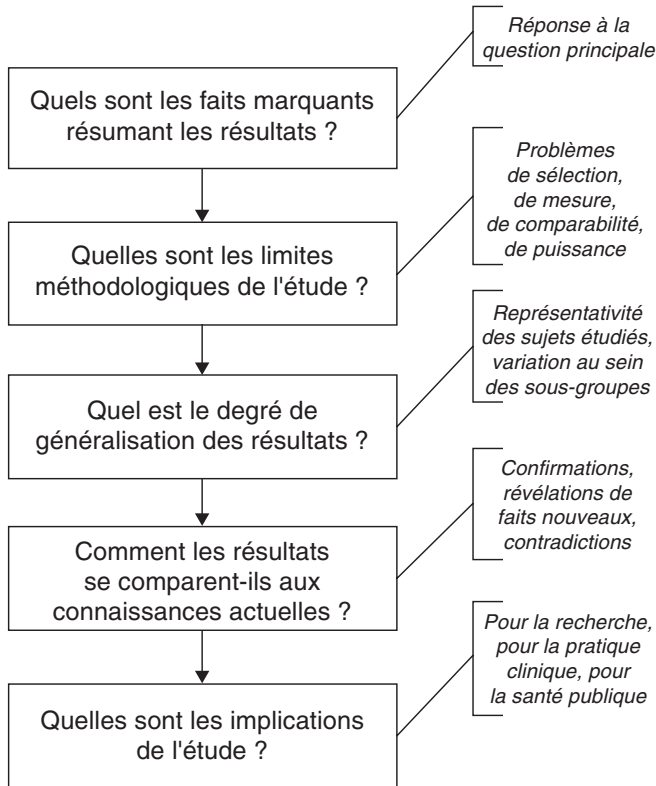 Réponse à la
question principale
Quels sont les faits marquants
résumant les résultats ?
Problèmes
de sélection,
de mesure,
de comparabilité,
de puissance
Quelles sont les limites
méthodologiques de l'étude ?
Représentativité
des sujets étudiés,
variation au sein
des sous-groupes
Quel est le degré de
généralisation des résultats ?
Confirmations,
révélations de
faits nouveaux,
contradictions
Comment les résultats
se comparent-ils aux
connaissances actuelles ?
Pour la recherche,
pour la pratique
clinique, pour
la santé publique
Quelles sont les implications
de l'étude ?